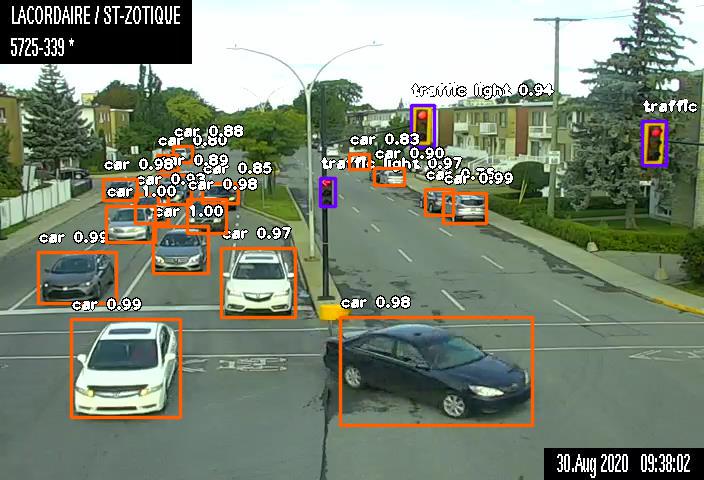 LACORDAIRE / ST-ZOTIQUE
5725-339 *
traffic light 0.94
traffic
car 0.88
car 0.80
car 0.83
car 0.98
0.89
car 0.90
traffic light 0.97
car 0.85
car 0.99
car 1.00
car 0.98
car 1.00
car 0.99
car 0.97
car 0.99
car 0.98
30.Aug 2020 09:38:02